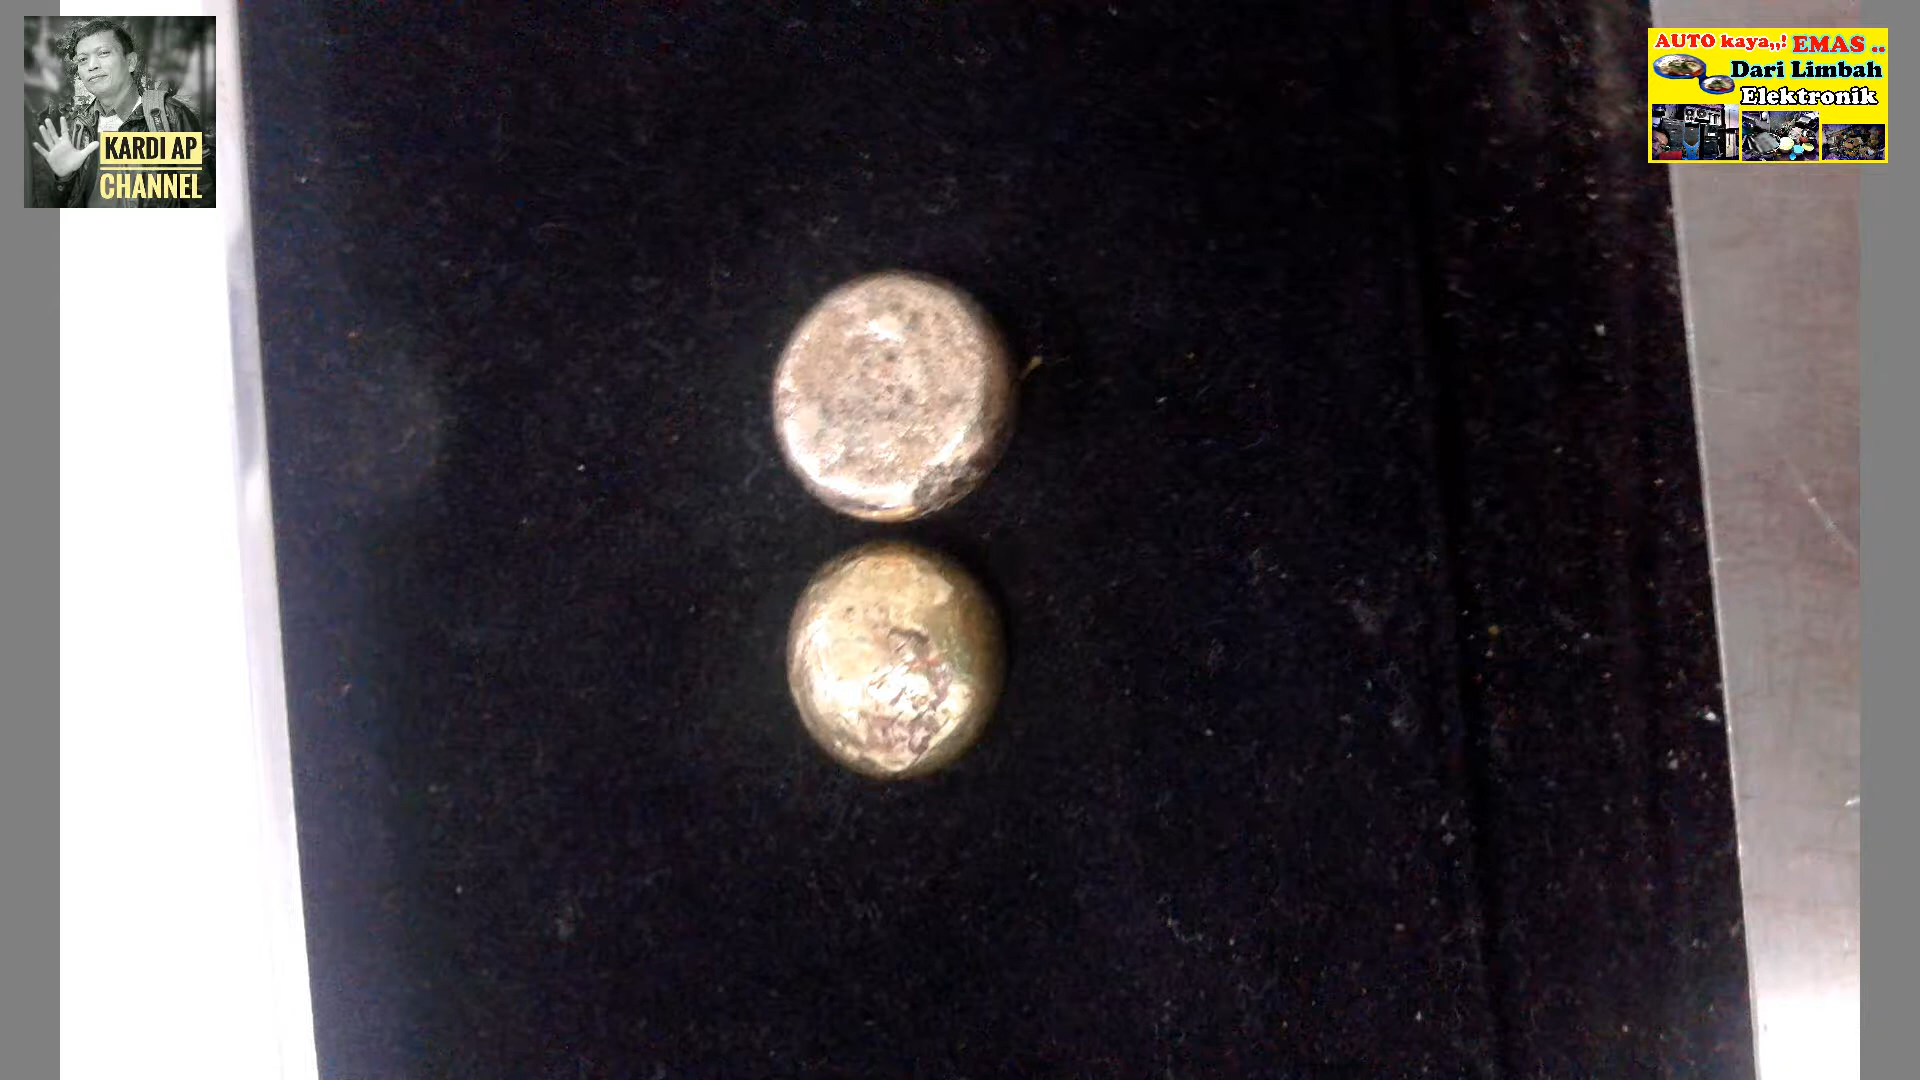 KARDI AP
CHANNEL
AUTO kaya,,! EMAS ..
Dari Limbah
Elektronik